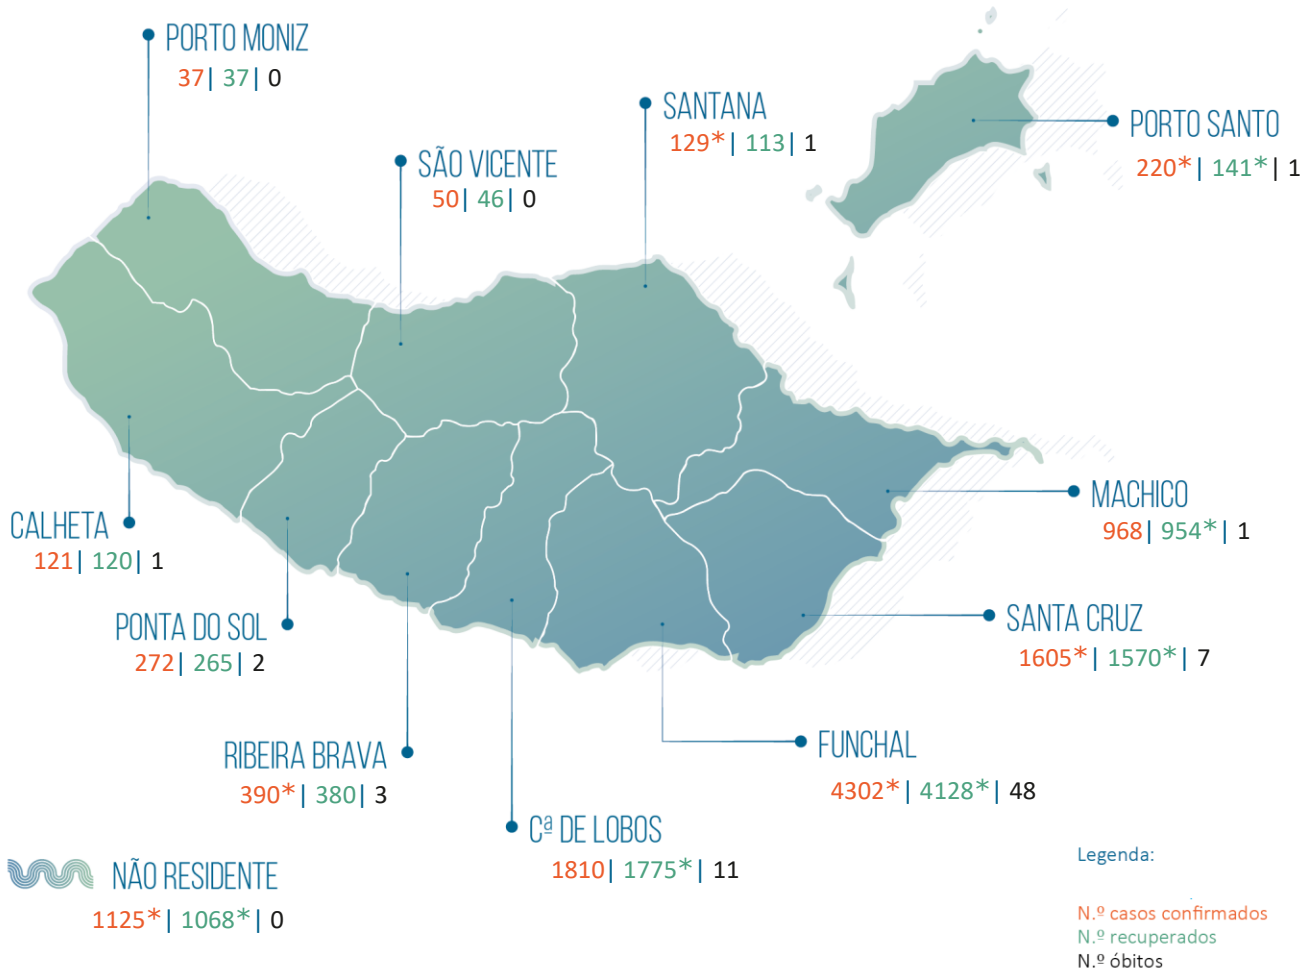 PORTO MONIZ
37| 37| 0
SANTANA
129*| 113| 1
PORTO SANTO
220*| 141*| 1
SÃO VICENTE
50| 46| 0
MACHICO
968| 954*| 1
CALHETA
121| 120| 1
PONTA DO SOL
272| 265| 2
SANTA CRUZ
1605*| 1570*| 7
RIBEIRA BRAVA
390*| 380| 3
FUNCHAL
4302*| 4128*| 48
Cª DE LOBOS
1810| 1775*| 11
NÃO RESIDENTE
1125*| 1068*| 0
Legenda:
N.º casos confirmados
N.º recuperados
N.º óbitos